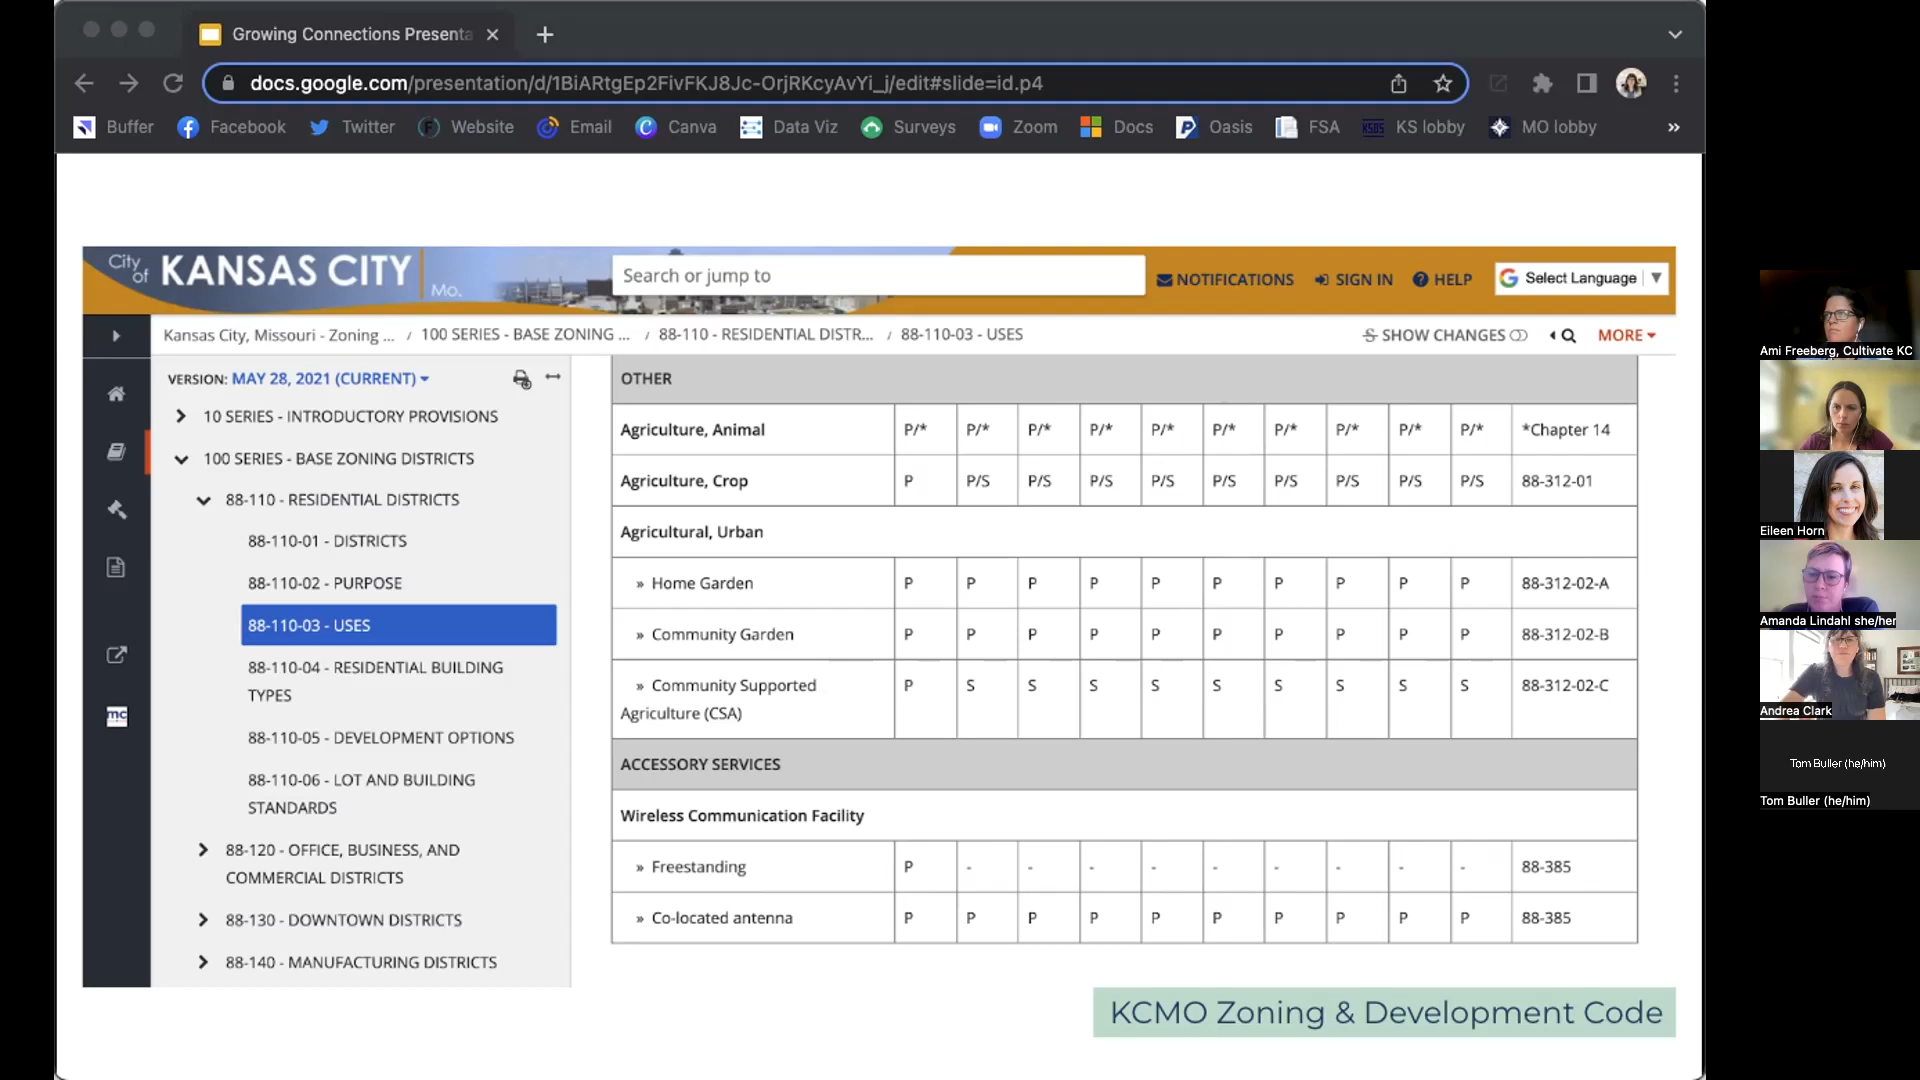 Growing Connections Presenta
docs.google.com/presentation/d/1BiARtgEp2FivFKJ8Jc-OrjRKcyAvYi_j/edit#slide=id.p4
Buffer Facebook Twitter Website Email Canva Data Viz Surveys Zoom Docs Oasis FSA KS lobby MO lobby »
City of KANSAS CITY Mo.
Search or jump to
NOTIFICATIONS SIGN IN HELP
Select Language
Kansas City, Missouri - Zoning ... / 100 SERIES - BASE ZONING ... / 88-110 - RESIDENTIAL DISTR... / 88-110-03 - USES
SHOW CHANGES
MORE
VERSION: MAY 28, 2021 (CURRENT)
10 SERIES - INTRODUCTORY PROVISIONS
100 SERIES - BASE ZONING DISTRICTS
88-110 - RESIDENTIAL DISTRICTS
88-110-01 - DISTRICTS
88-110-02 - PURPOSE
88-110-03 - USES
88-110-04 - RESIDENTIAL BUILDING
TYPES
88-110-05 - DEVELOPMENT OPTIONS
88-110-06 - LOT AND BUILDING
STANDARDS
88-120 - OFFICE, BUSINESS, AND
COMMERCIAL DISTRICTS
88-130 - DOWNTOWN DISTRICTS
88-140 - MANUFACTURING DISTRICTS
mc
OTHER
Agriculture, Animal P/* P/* P/* P/* P/* P/* P/* P/* P/* P/* *Chapter 14
Agriculture, Crop P P/S P/S P/S P/S P/S P/S P/S P/S P/S 88-312-01
Agricultural, Urban
» Home Garden P P P P P P P P P P 88-312-02-A
» Community Garden P P P P P P P P P P 88-312-02-B
» Community Supported P S S S S S S S S S 88-312-02-C
Agriculture (CSA)
ACCESSORY SERVICES
Wireless Communication Facility
» Freestanding P - - - - - - - - - 88-385
» Co-located antenna P P P P P P P P P P 88-385
KCMO Zoning & Development Code
Ami Freeberg, Cultivate KC
Eileen Horn
Amanda Lindahl she/her
Andrea Clark
Tom Buller (he/him)
Tom Buller (he/him)